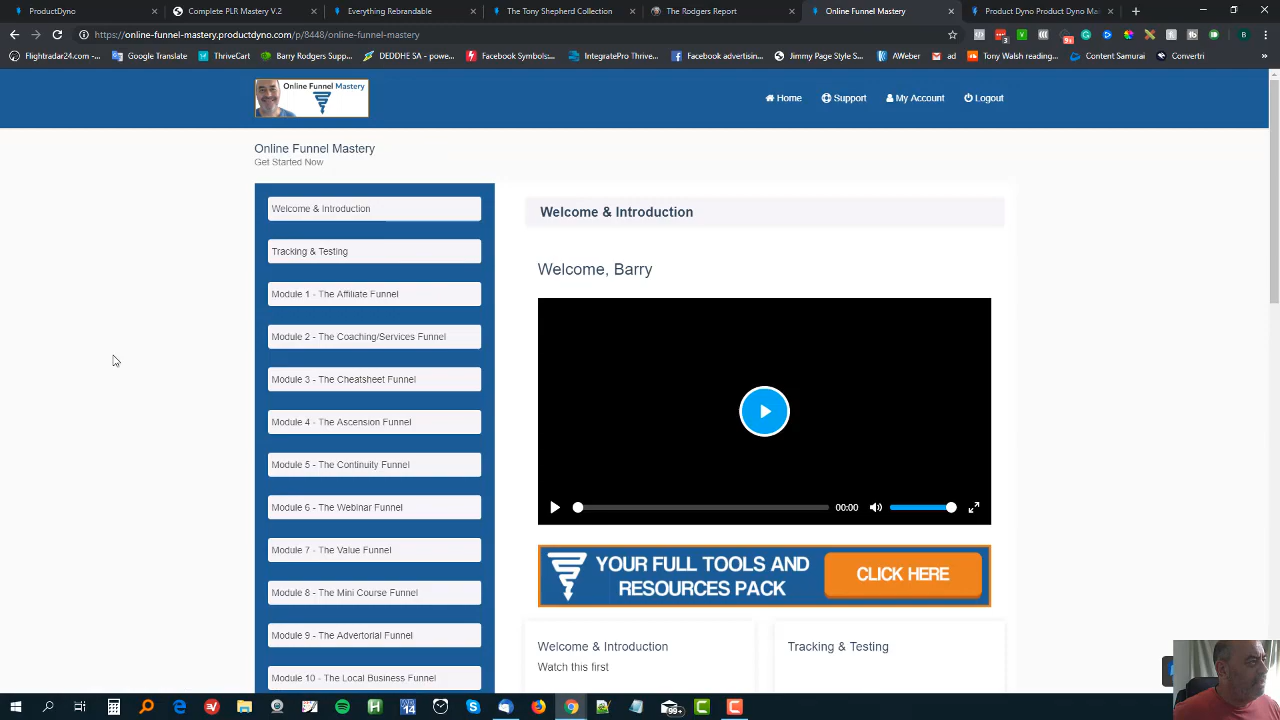 ProductDyno
Complete PLR Mastery V.2
Everything Rebrandable
The Tony Shepherd Collection
The Rodgers Report
Online Funnel Mastery
Product Dyno Product Dyno Ma
https://online-funnel-mastery.productdyno.com/p/8448/online-funnel-mastery
Flightradar24.com -...
Google Translate
ThriveCart
Barry Rodgers Supp...
DEDDHE SA - powe...
Facebook Symbols:...
IntegratePro Thrive...
Facebook advertisin...
Jimmy Page Style S...
AWeber
ad
Tony Walsh reading...
Content Samurai
Convertri
Online Funnel Mastery
Home
Support
My Account
Logout
Online Funnel Mastery
Get Started Now
Welcome & Introduction
Tracking & Testing
Module 1 - The Affiliate Funnel
Module 2 - The Coaching/Services Funnel
Module 3 - The Cheatsheet Funnel
Module 4 - The Ascension Funnel
Module 5 - The Continuity Funnel
Module 6 - The Webinar Funnel
Module 7 - The Value Funnel
Module 8 - The Mini Course Funnel
Module 9 - The Advertorial Funnel
Module 10 - The Local Business Funnel
Welcome & Introduction
Welcome, Barry
00:00
YOUR FULL TOOLS AND
RESOURCES PACK
CLICK HERE
Welcome & Introduction
Watch this first
Tracking & Testing